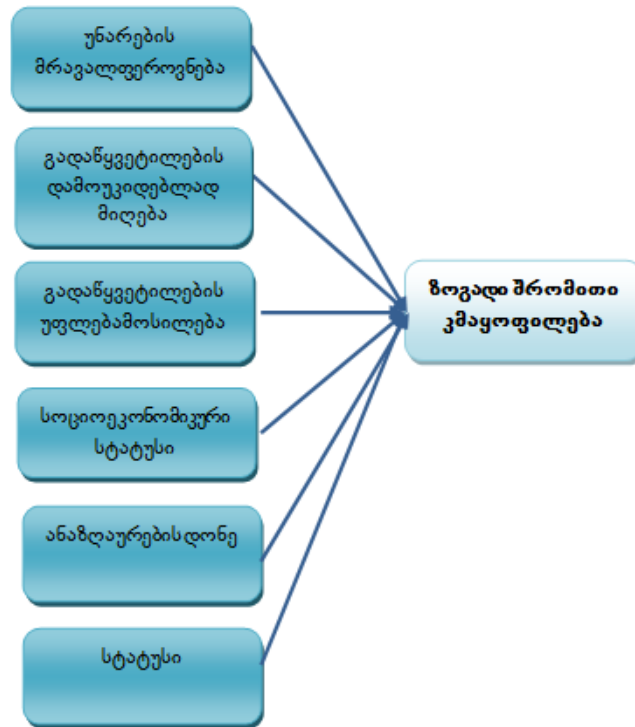 უნარების
მრავალფეროვნება
გადაწყვეტილების
დამოუკიდებლად
მიღება
გადაწყვეტილების
უფლებამოსილება
ზოგადი შრომითი
კმაყოფილება
სოციოეკონომიკური
სტატუსი
ანაზღაურების დონე
სტატუსი